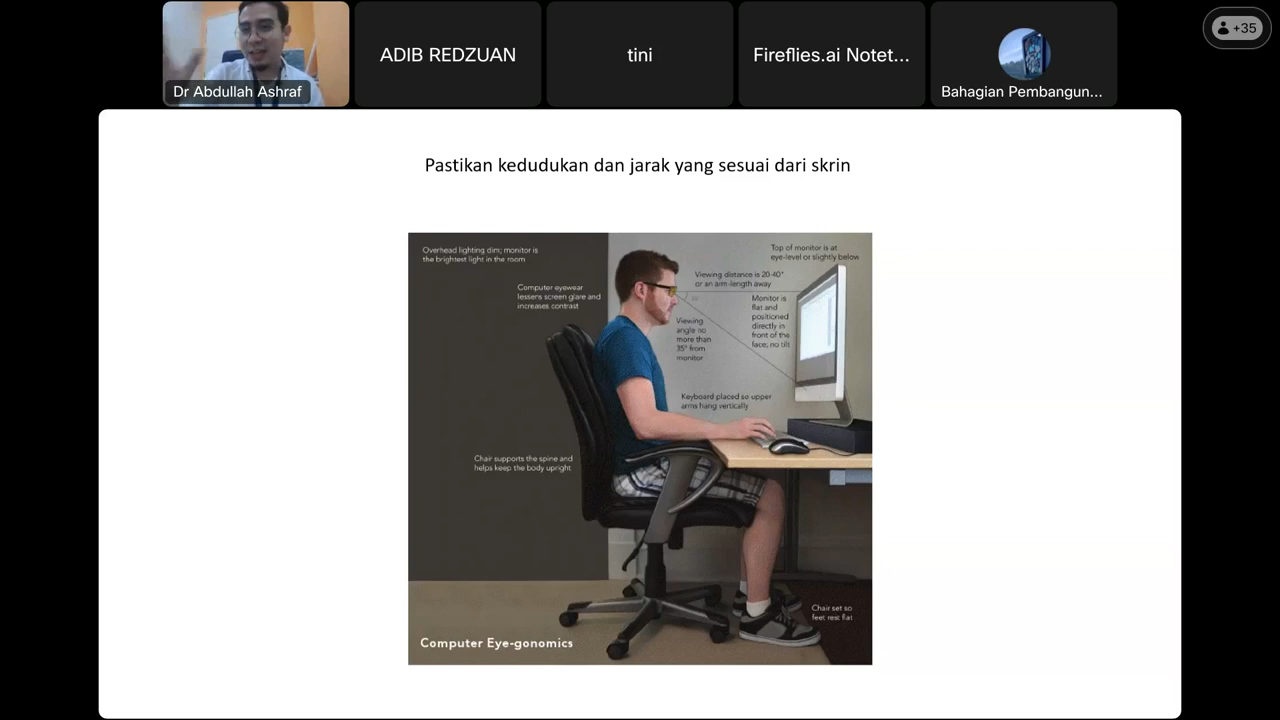 +35
ADIB REDZUAN
tini
Fireflies.ai Notet...
Dr Abdullah Ashraf
Bahagian Pembangun...
Pastikan kedudukan dan jarak yang sesuai dari skrin
Overhead lighting dim; monitor is
the brightest light in the room
Computer eyewear
lessens screen glare and
increases contrast
Top of monitor is at
eye-level or slightly below
Viewing distance is 20-40"
or an arm-length away
Monitor is
flat and
positioned
directly in
front of the
face; no tilt
Viewing
angle no
more than
35° from
monitor
Keyboard placed so upper
arms hang vertically
Chair supports the spine and
helps keep the body upright
Chair set so
feet rest flat
Computer Eye-gonomics